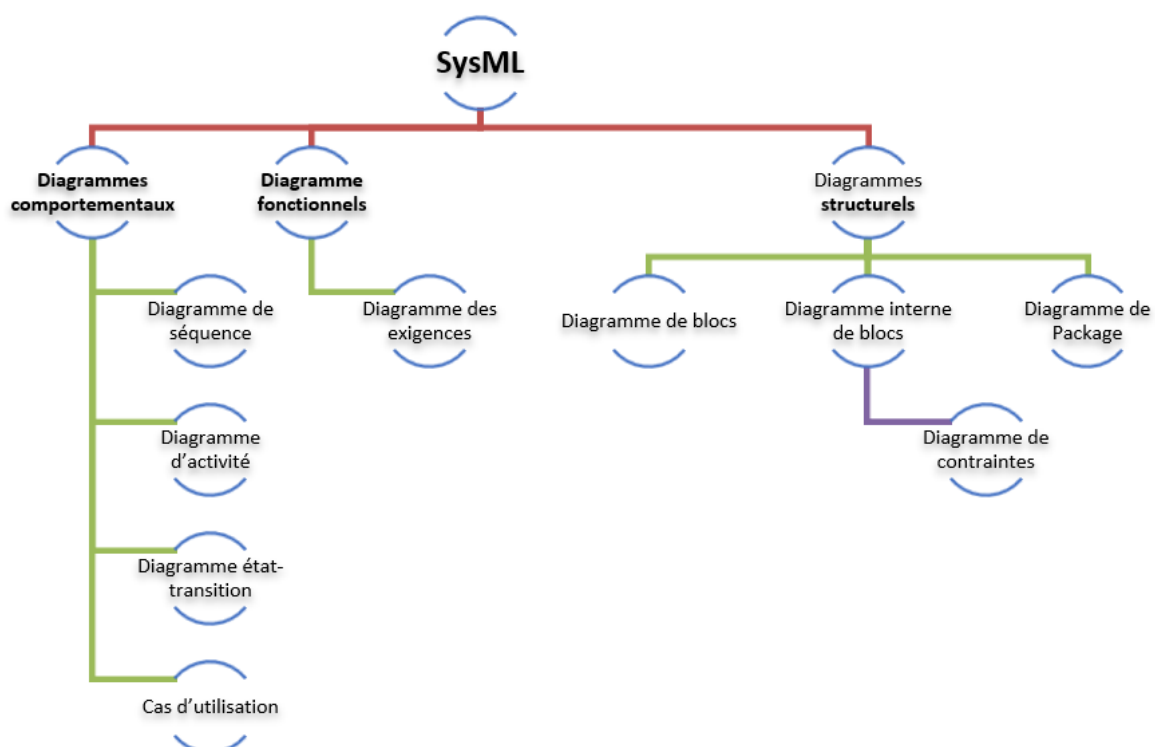 SysML
Diagrammes
comportementaux
Diagramme
fonctionnels
Diagrammes
structurels
Diagramme de
séquence
Diagramme des
exigences
Diagramme de blocs
Diagramme interne
de blocs
Diagramme de
Package
Diagramme
d’activité
Diagramme de
contraintes
Diagramme état-
transition
Cas d’utilisation